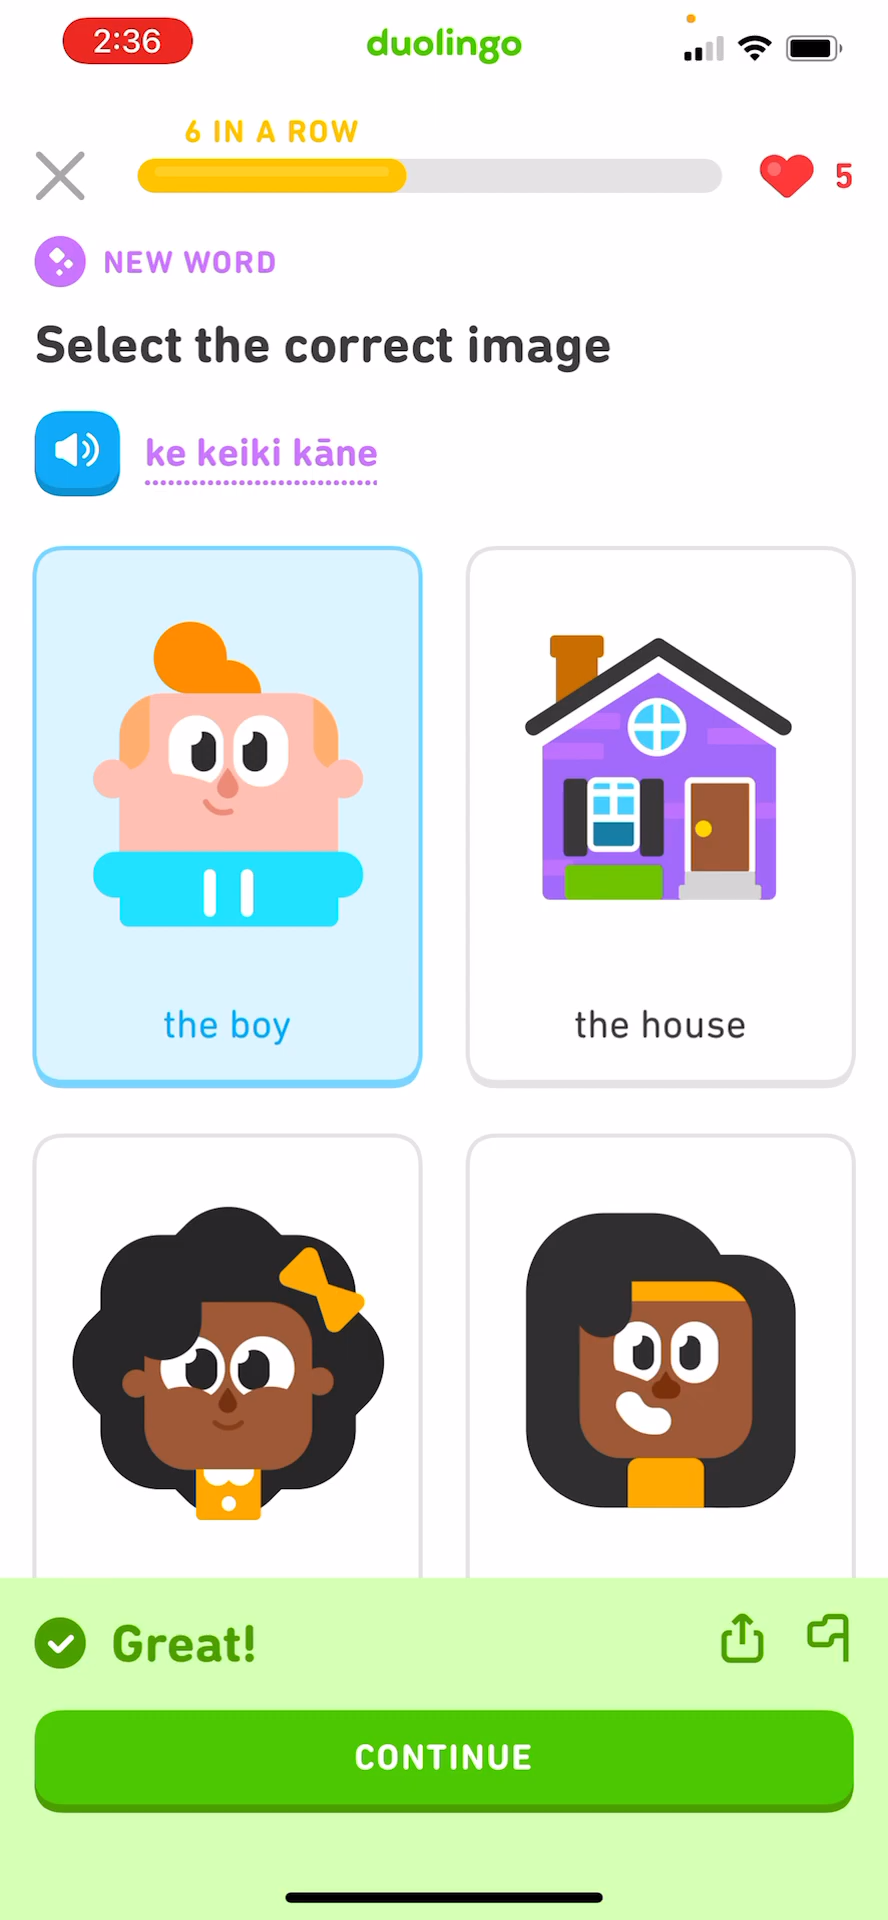 2:36
duolingo
6 IN A ROW
5
NEW WORD
Select the correct image
ke keiki kāne
the boy
the house
Great!
CONTINUE